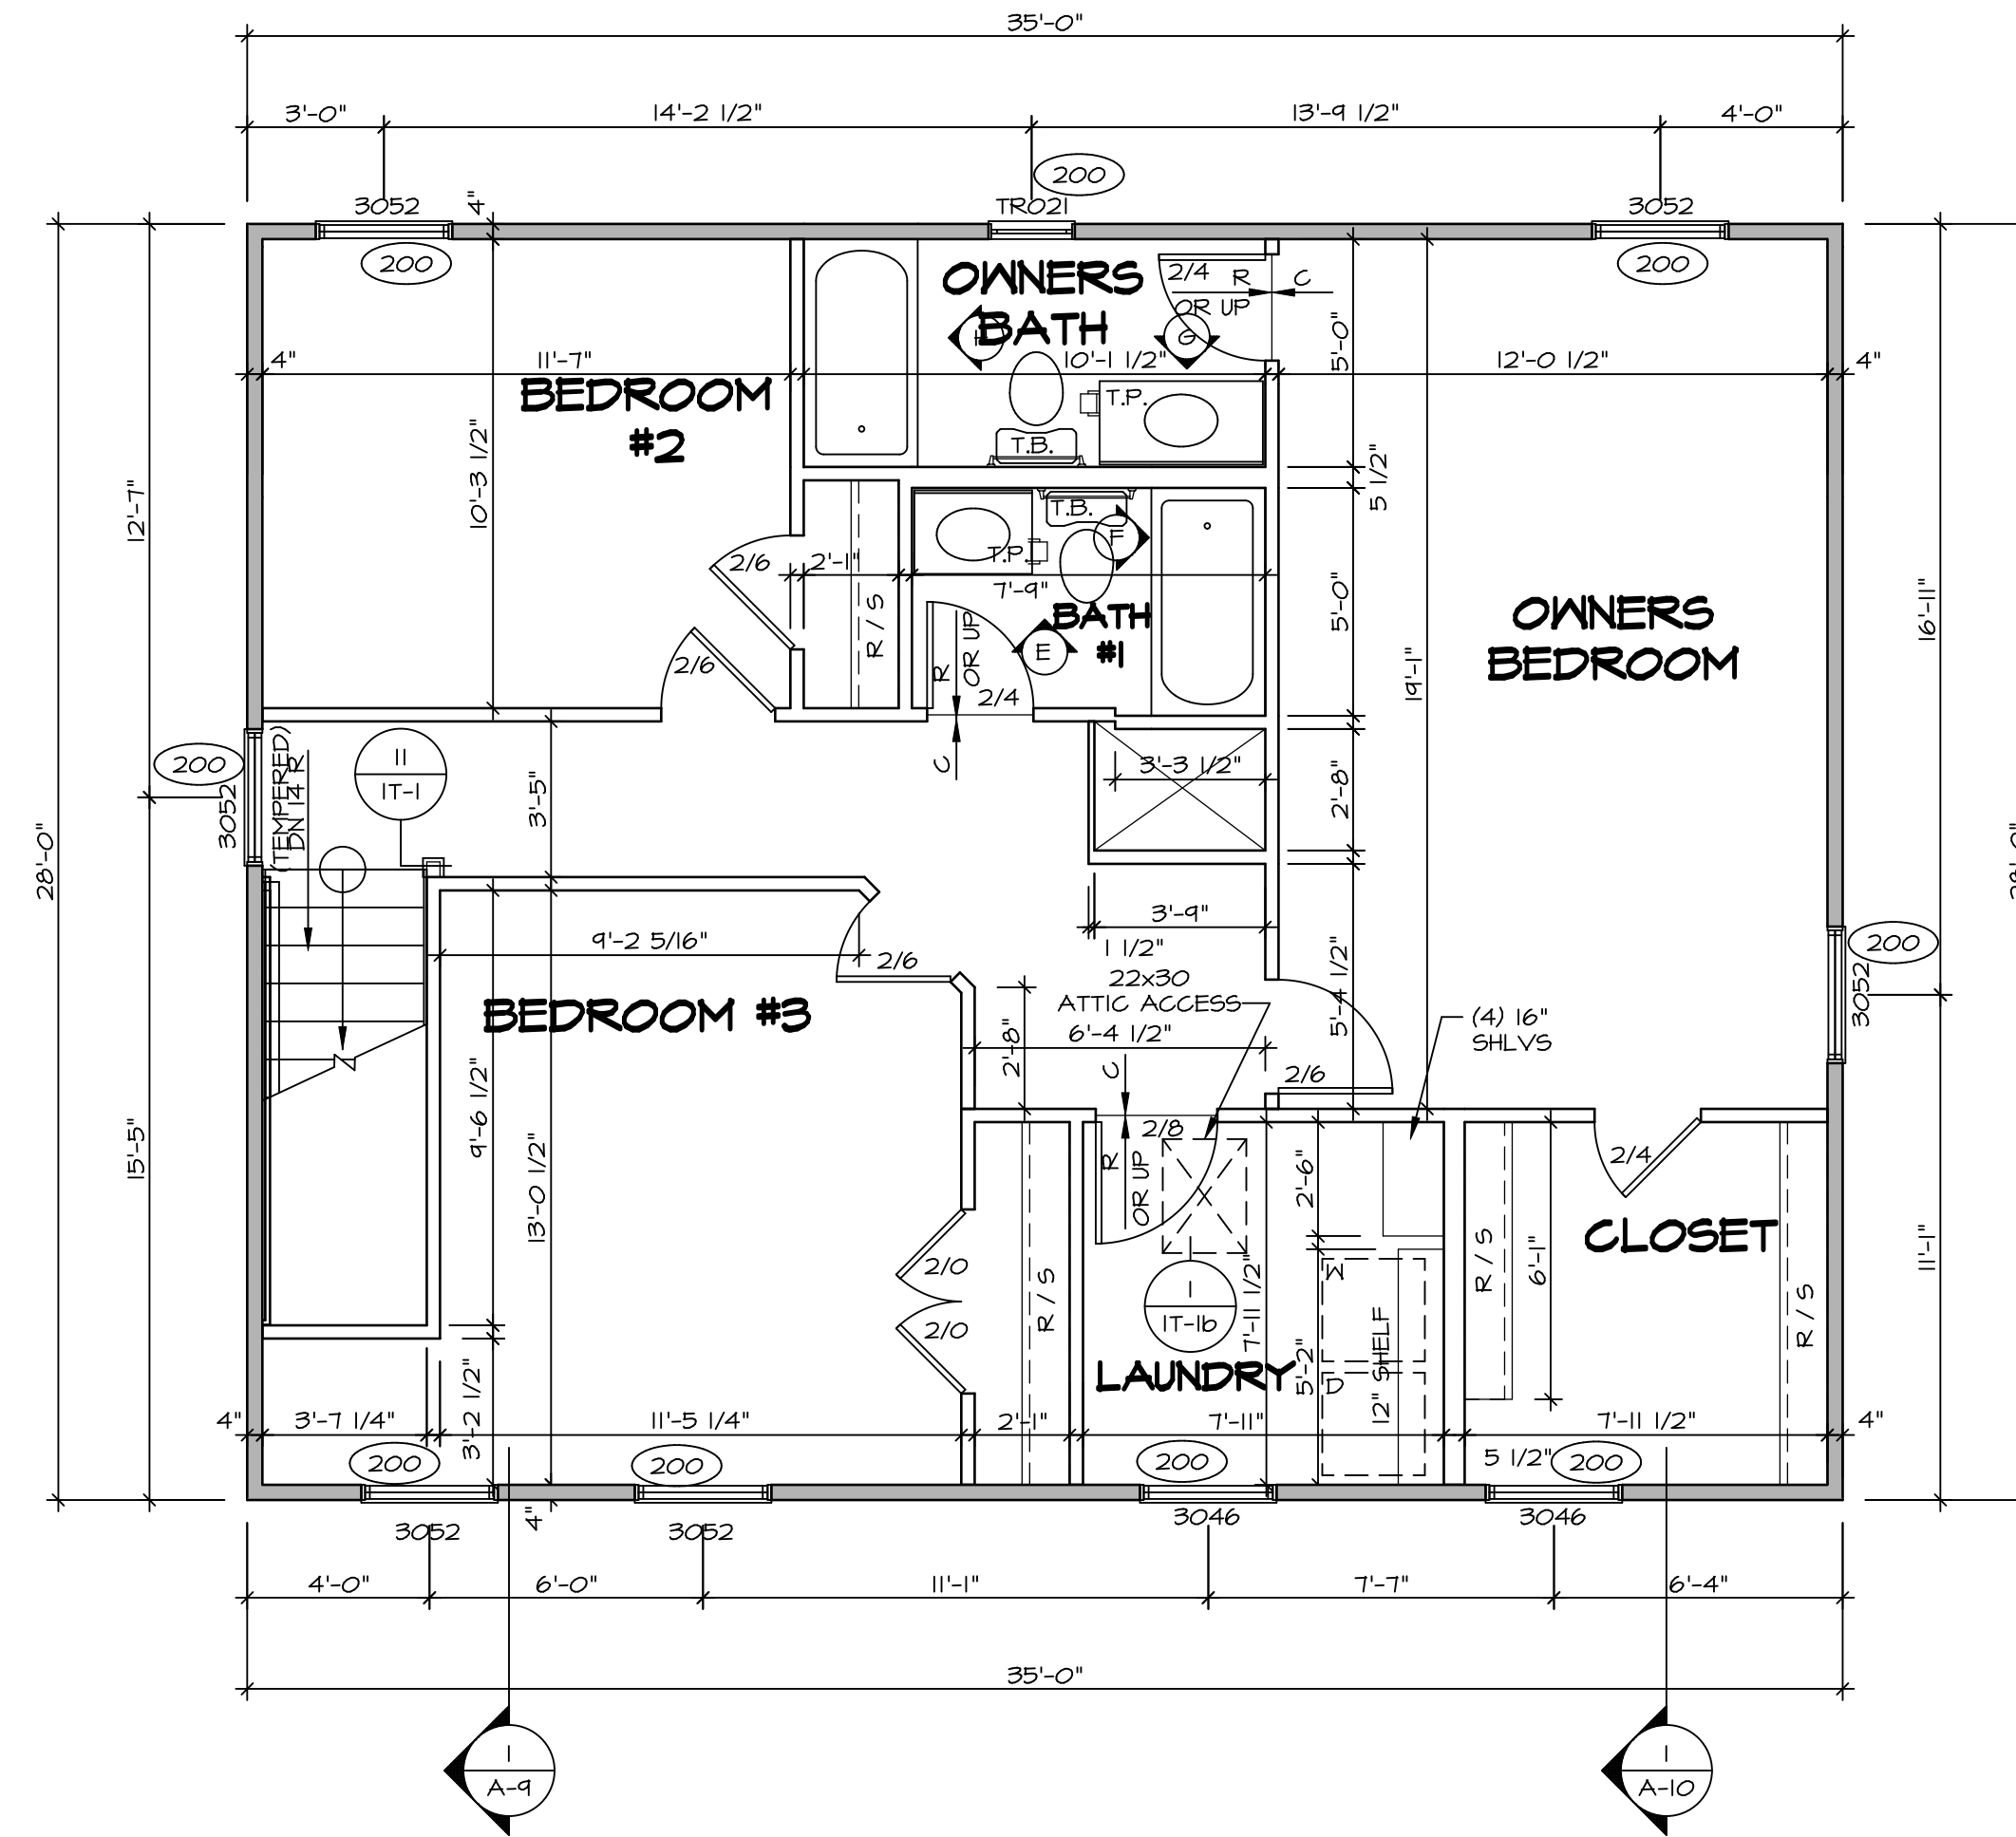 35'-0"
3'-0"
14'-2 1/2"
13'-9 1/2"
4'-0"
200
3052
4"
TR021
3052
200
200
OWNERS
BATH
2/4
R
C
OR UP
H
G
5'-0"
4"
11'-7"
10'-1 1/2"
12'-0 1/2"
4"
BEDROOM
#2
T.P.
T.B.
10'-3 1/2"
5 1/2"
12'-7"
T.B.
F
T.P.
2/6
2'-1"
7'-9"
5'-0"
16'-11"
R / S
BATH
#1
OWNERS
BEDROOM
R
OR UP
E
2/6
2/4
19'-1"
200
3052
(TEMPERED)
DN 14 R
11
IT-1
3'-5"
C
3'-3 1/2"
2'-8"
28'-0"
9'-2 5/16"
2/6
3'-9"
1 1/2"
22x30
ATTIC ACCESS
200
3052
BEDROOM #3
5'-4 1/2"
(4) 16"
SHLVS
6'-4 1/2"
2'-8"
C
2/6
9'-6 1/2"
15'-5"
13'-0 1/2"
2/8
R
OR UP
2'-6"
2/4
CLOSET
11'-1"
R / S
6'-1"
2/0
2/0
R / S
1
IT-1b
7'-11 1/2"
W
12" SHELF
R / S
LAUNDRY
5'-2"
D
3'-2 1/2"
4"
3'-7 1/4"
11'-5 1/4"
2'-1"
7'-11"
7'-11 1/2"
4"
5 1/2"
200
200
200
200
3052
4"
3052
3046
3046
4'-0"
6'-0"
11'-1"
7'-7"
6'-4"
35'-0"
1
A-9
1
A-10